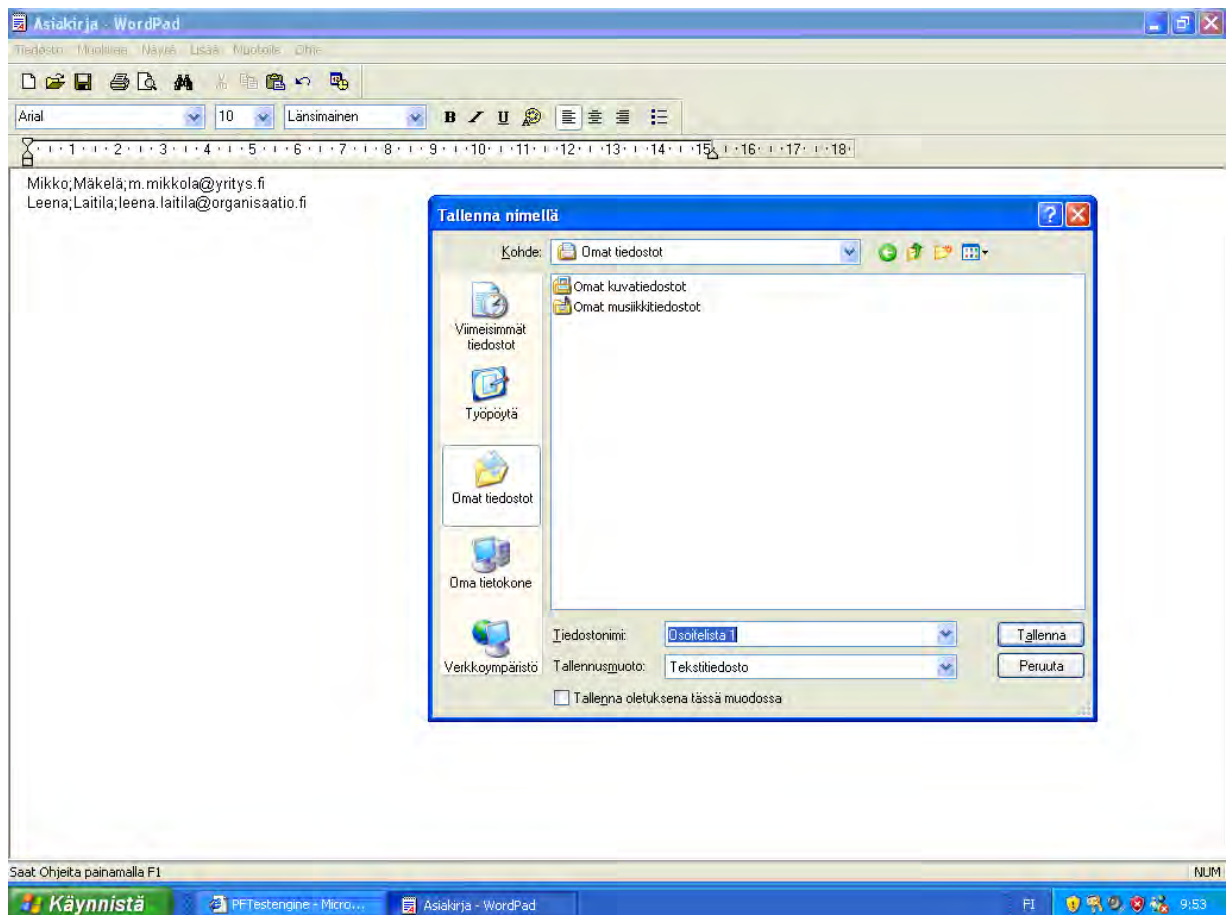 Asiakirja - WordPad
Tiedosto Muokkaa Näytä Lisää Muotoile Ohje
Arial 10 Länsimainen B / U
1 2 3 4 5 6 7 8 9 10 11 12 13 14 15 16 17 18
Mikko;Mäkelä;m.mikkola@yritys.fi
Leena;Laitila;leena.laitila@organisaatio.fi
Tallenna nimellä
Kohde: Omat tiedostot
Omat kuvatiedostot
Omat musiikkitiedostot
Viimeisimmät
tiedostot
Työpöytä
Omat tiedostot
Oma tietokone
Verkkoympäristö
Tiedostonimi: Osoitelista 1 Tallenna
Tallennusmuoto: Tekstitiedosto Peruuta
Tallenna oletuksena tässä muodossa
Saat Ohjeita painamalla F1 NUM
Käynnistä PFTestengine - Micro... Asiakirja - WordPad FI 9:53